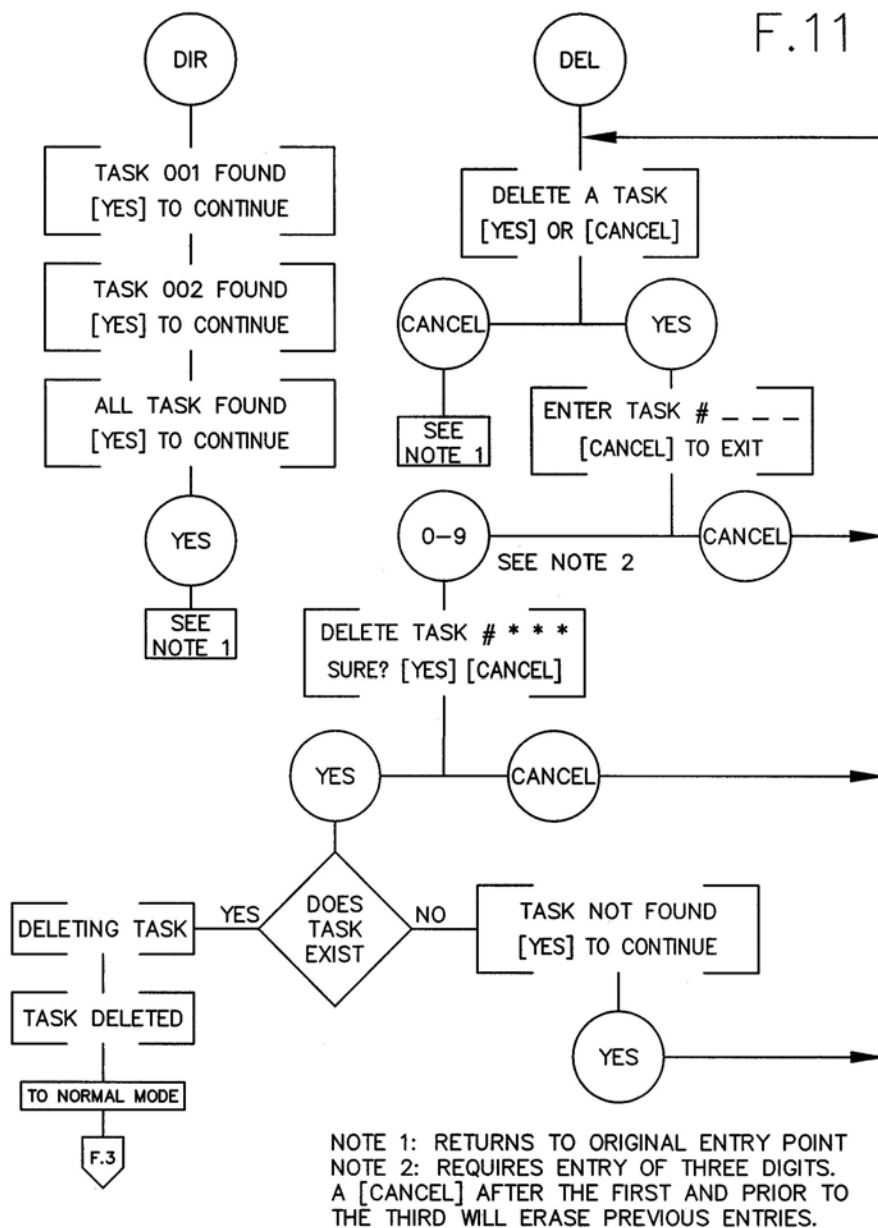 F.11
DIR
TASK 001 FOUND
[YES] TO CONTINUE
TASK 002 FOUND
[YES] TO CONTINUE
ALL TASK FOUND
[YES] TO CONTINUE
YES
SEE
NOTE 1
DEL
DELETE A TASK
[YES] OR [CANCEL]
CANCEL
YES
SEE
NOTE 1
ENTER TASK # _ _ _
[CANCEL] TO EXIT
0-9
SEE NOTE 2
CANCEL
DELETE TASK # * * *
SURE? [YES] [CANCEL]
YES
CANCEL
DOES
TASK
EXIST
YES
NO
DELETING TASK
TASK DELETED
TO NORMAL MODE
F.3
TASK NOT FOUND
[YES] TO CONTINUE
YES
NOTE 1: RETURNS TO ORIGINAL ENTRY POINT
NOTE 2: REQUIRES ENTRY OF THREE DIGITS.
A [CANCEL] AFTER THE FIRST AND PRIOR TO
THE THIRD WILL ERASE PREVIOUS ENTRIES.